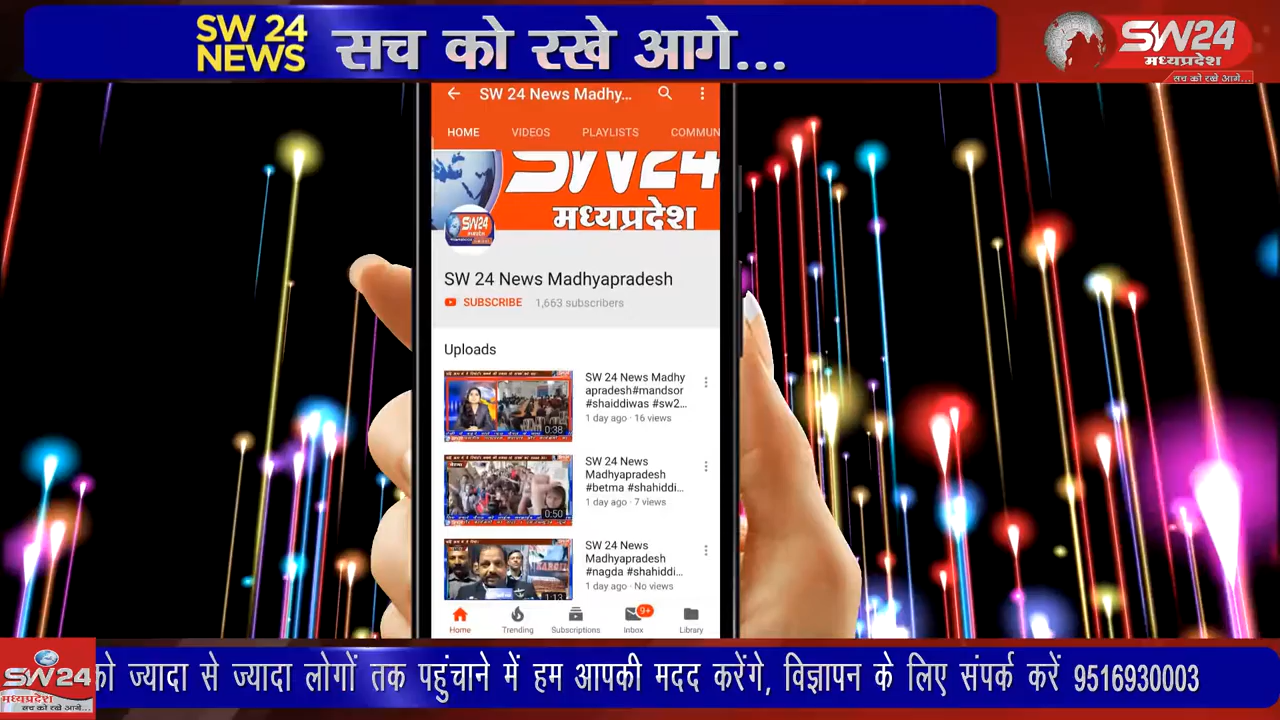 SW 24
NEWS
सच को रखे आगे...
SW24
मध्यप्रदेश
सच को रखे आगे...
SW 24 News Madhy...
HOME VIDEOS PLAYLISTS COMMUN
SW24
मध्यप्रदेश
SW24
SW 24 News Madhyapradesh
SUBSCRIBE 1,663 subscribers
Uploads
SW 24 News Madhy
apradesh#mandsor
#shaiddiwas #sw2...
1 day ago · 16 views
0:38
SW 24 News
Madhyapradesh
#betma #shahiddi...
1 day ago · 7 views
0:50
SW 24 News
Madhyapradesh
#nagda #shahiddi...
1 day ago · No views
1:13
9+
Home Trending Subscriptions Inbox Library
SW24
मध्यप्रदेश
सच को रखे आगे...
को ज्यादा से ज्यादा लोगों तक पहुंचाने में हम आपकी मदद करेंगे, विज्ञापन के लिए संपर्क करें 9516930003